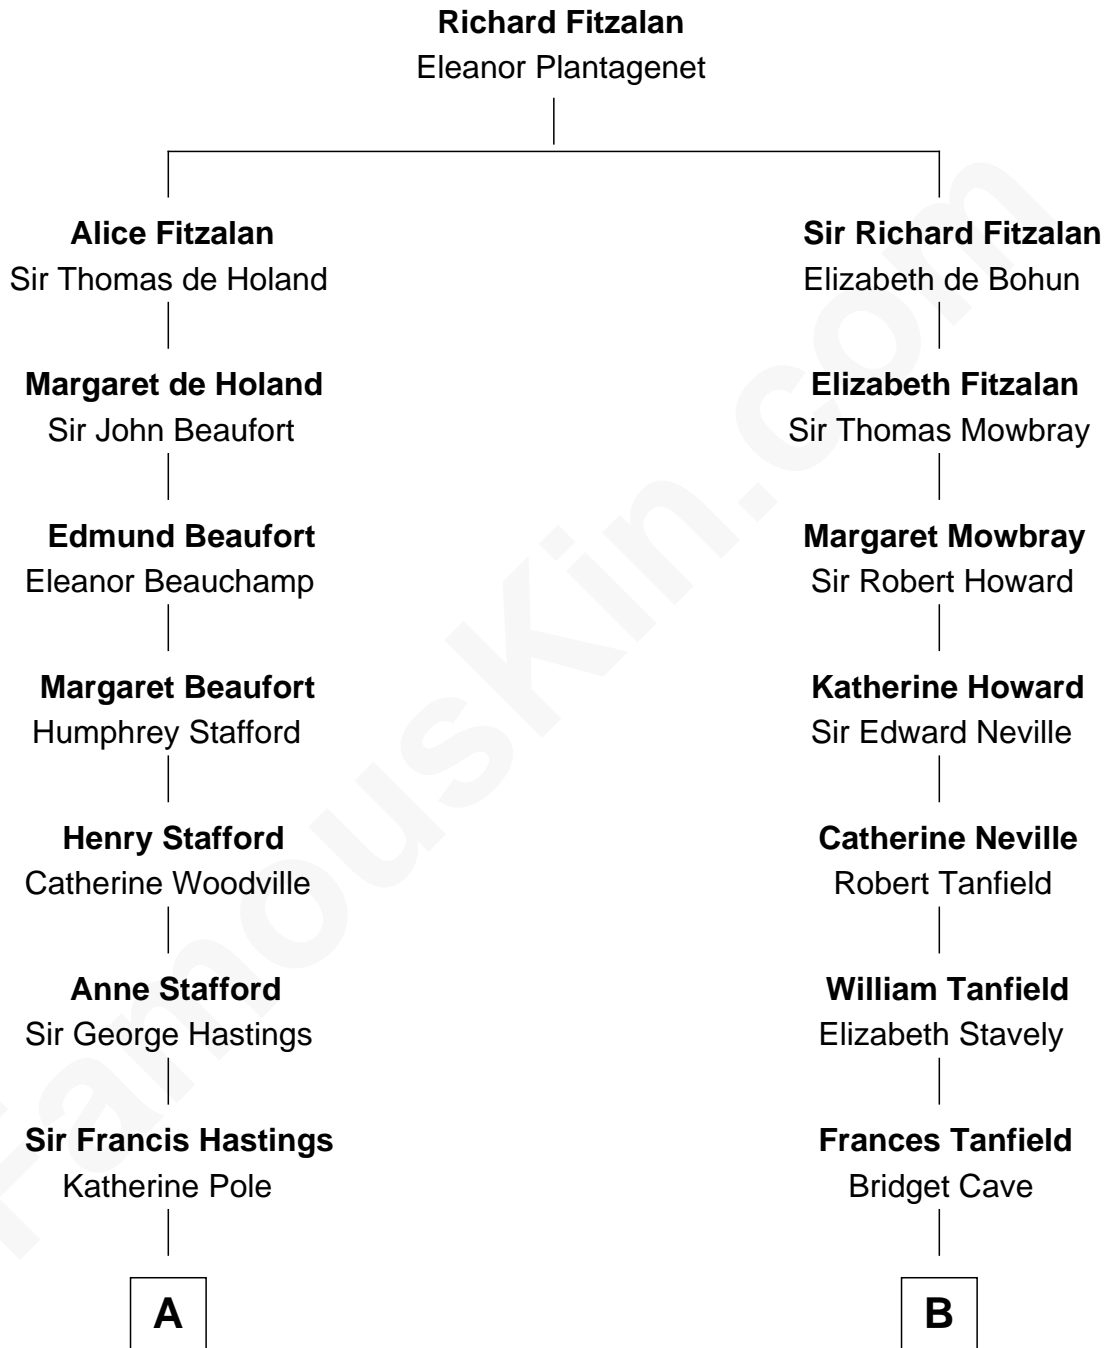 Richard Fitzalan
Eleanor Plantagenet
Alice Fitzalan
Sir Thomas de Holand
Margaret de Holand
Sir John Beaufort
Edmund Beaufort
Eleanor Beauchamp
Margaret Beaufort
Humphrey Stafford
Henry Stafford
Catherine Woodville
Anne Stafford
Sir George Hastings
Sir Francis Hastings
Katherine Pole
A
Sir Richard Fitzalan
Elizabeth de Bohun
Elizabeth Fitzalan
Sir Thomas Mowbray
Margaret Mowbray
Sir Robert Howard
Katherine Howard
Sir Edward Neville
Catherine Neville
Robert Tanfield
William Tanfield
Elizabeth Stavely
Frances Tanfield
Bridget Cave
B
FamousKin.com